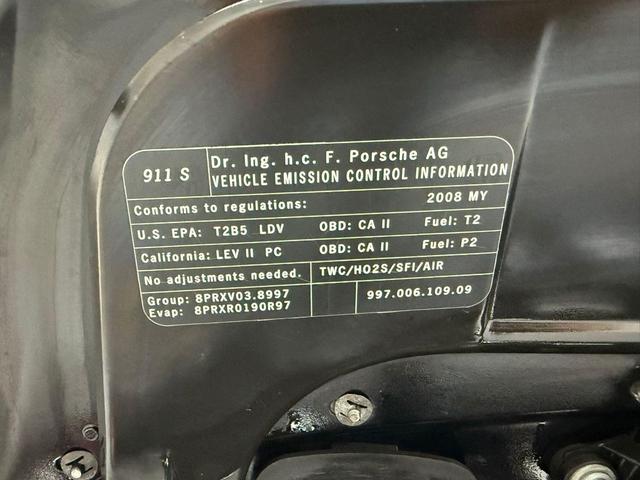 911 S
Dr. Ing. h.c. F. Porsche AG
VEHICLE EMISSION CONTROL INFORMATION
Conforms to regulations: 2008 MY
U.S. EPA: T2B5 LDV OBD: CA II Fuel: T2
California: LEV II PC OBD: CA II Fuel: P2
No adjustments needed. TWC/HO2S/SFI/AIR
Group: 8PRXV03.8997
Evap: 8PRXR0190R97
997.006.109.09